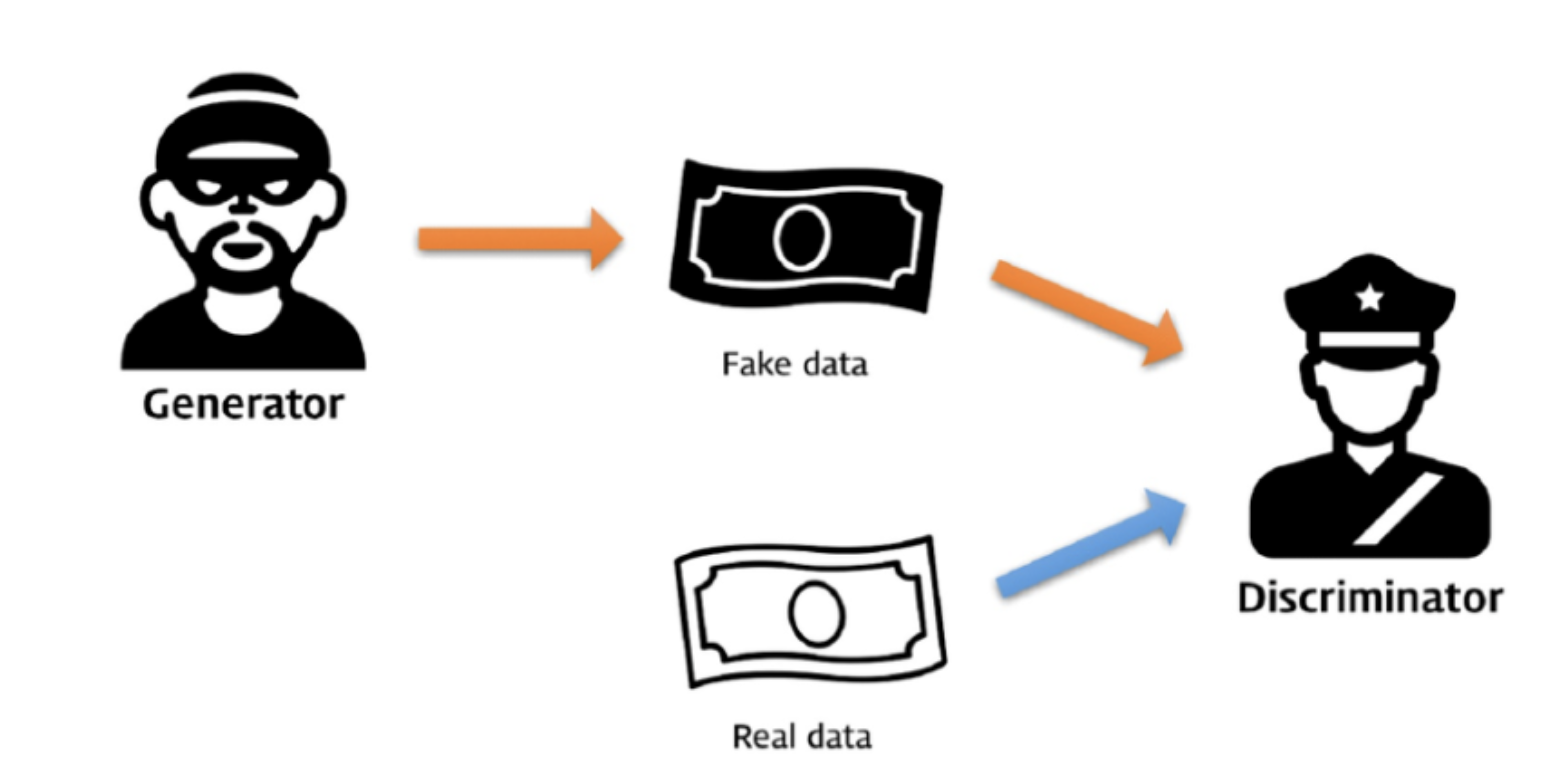 Fake data
Generator
Discriminator
Real data